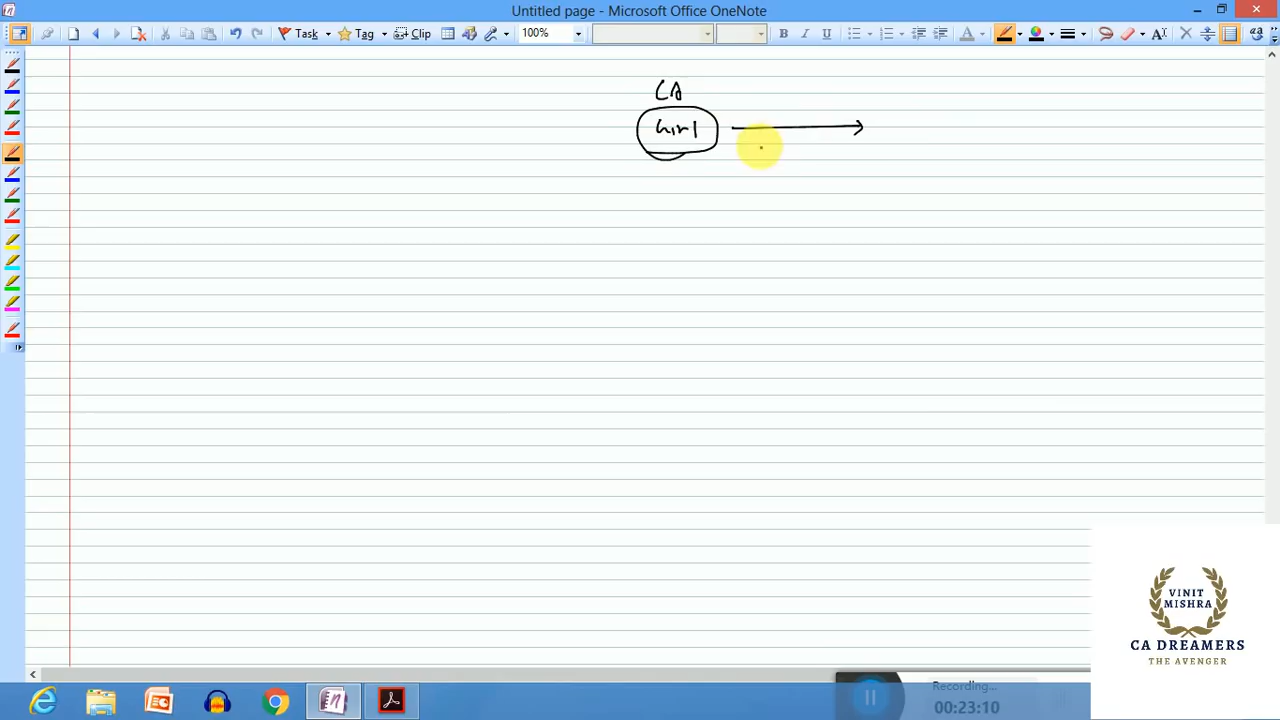 Untitled page - Microsoft Office OneNote
Task Tag Clip 100% B I U
CA
Girl
VINIT
MISHRA
CA DREAMERS
THE AVENGER
Recording...
00:23:10